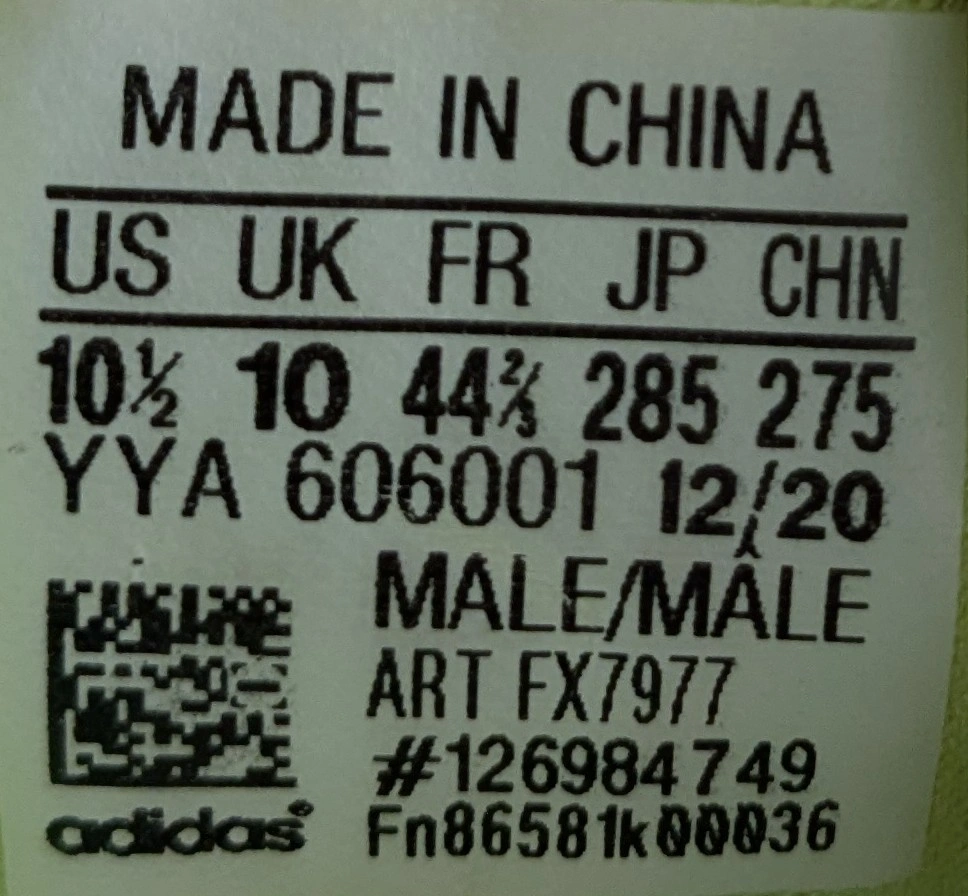 MADE IN CHINA
US UK FR JP CHN
10½ 10 44⅔ 285 275
YYA 606001 12/20
MALE/MÂLE
ART FX7977
#126984749
adidas® Fn86581k00036